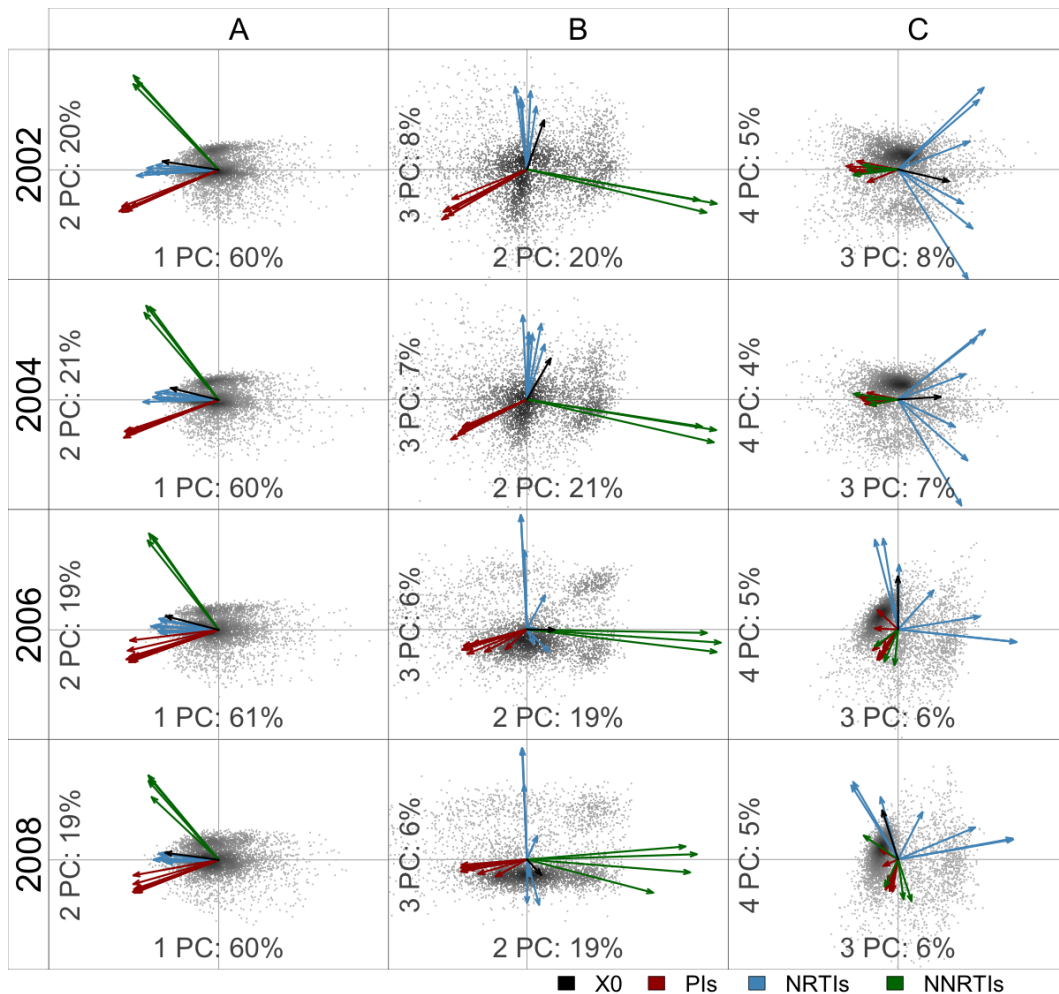 A B C
2002
2 PC: 20%
1 PC: 60%
3 PC: 8%
2 PC: 20%
4 PC: 5%
3 PC: 8%
2004
2 PC: 21%
1 PC: 60%
3 PC: 7%
2 PC: 21%
4 PC: 4%
3 PC: 7%
2006
2 PC: 19%
1 PC: 61%
3 PC: 6%
2 PC: 19%
4 PC: 5%
3 PC: 6%
2008
2 PC: 19%
1 PC: 60%
3 PC: 6%
2 PC: 19%
4 PC: 5%
3 PC: 6%
X0 PIs NRTIs NNRTIs